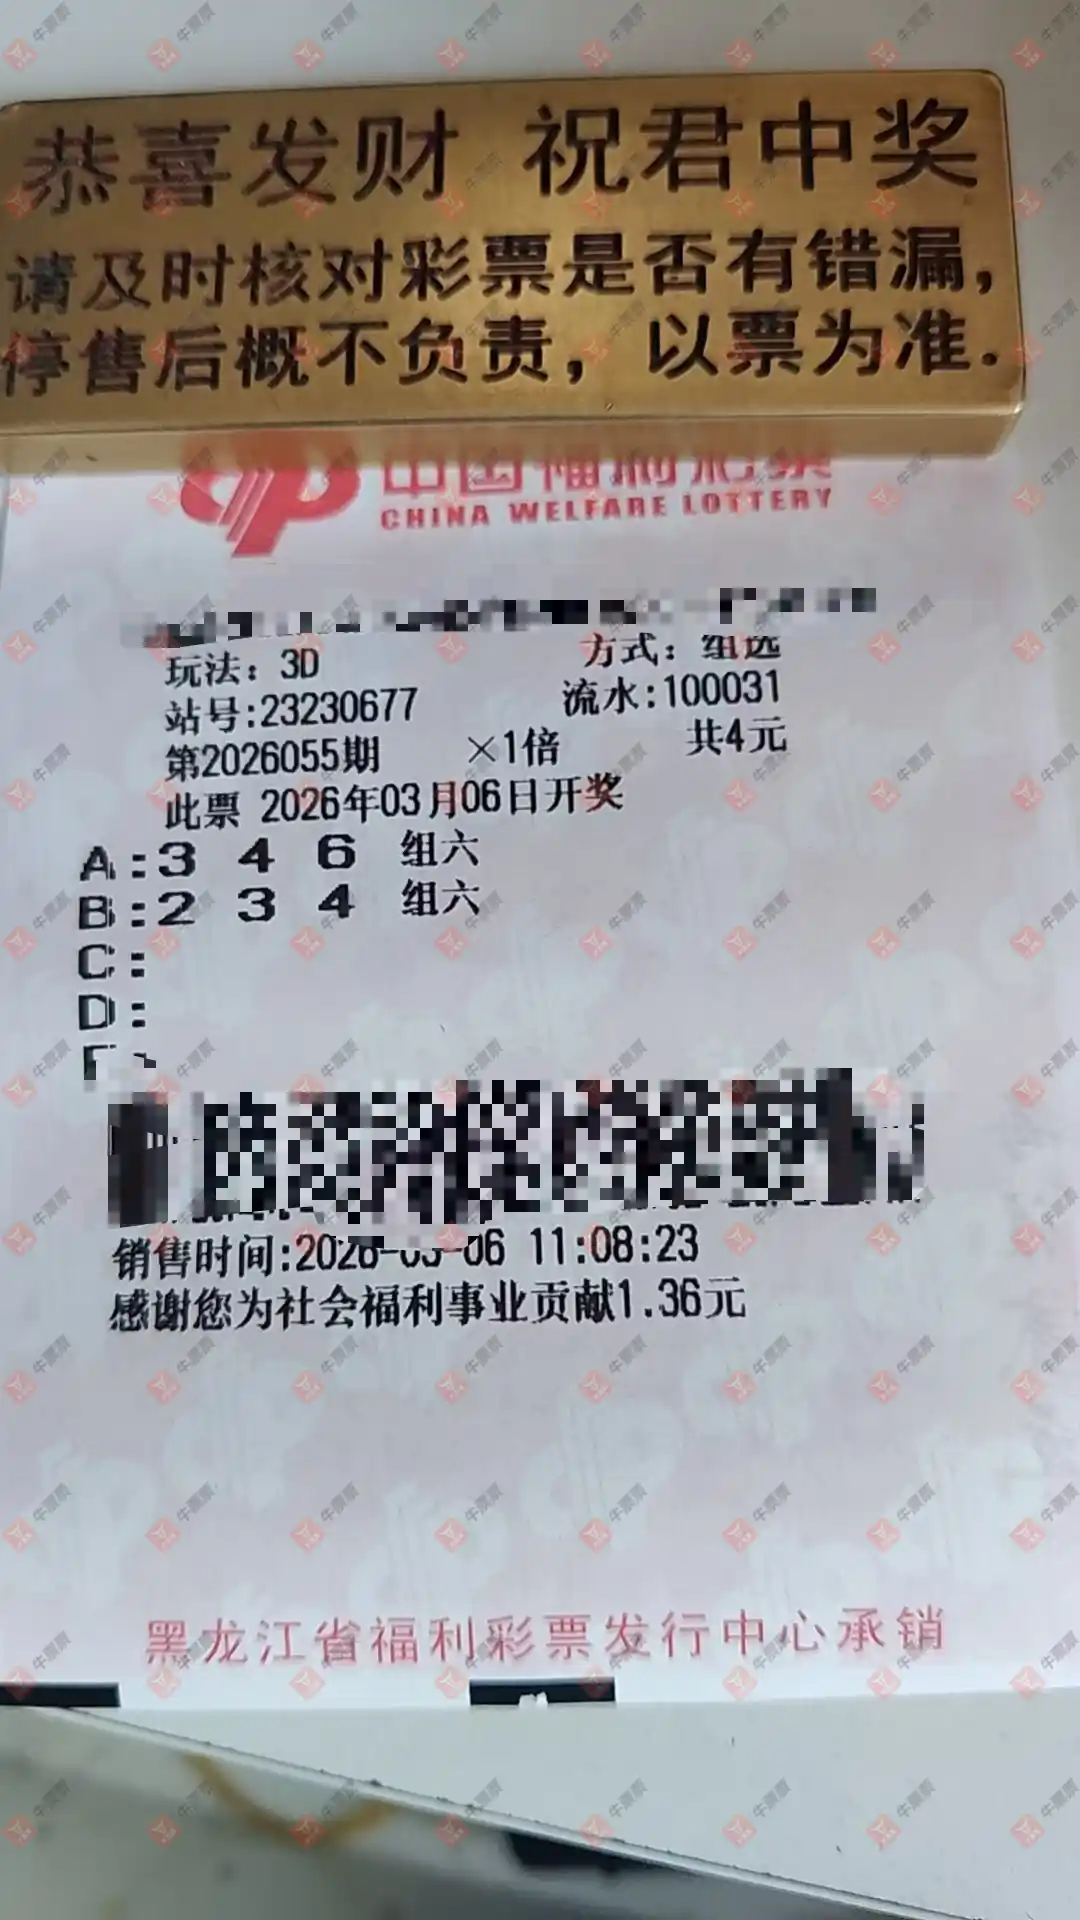 恭喜发财 祝君中奖
请及时核对彩票是否有错漏,
停售后概不负责，以票为准.
中国福利彩票
CHINA WELFARE LOTTERY
玩法：3D 方式：组选
站号:23230677 流水:100031
第2026055期 ×1倍 共4元
此票 2026年03月06日开奖
A:3 4 6 组六
B:2 3 4 组六
C:
D:
销售时间:2026-03-06 11:08:23
感谢您为社会福利事业贡献1.36元
黑龙江省福利彩票发行中心承销
牛票票